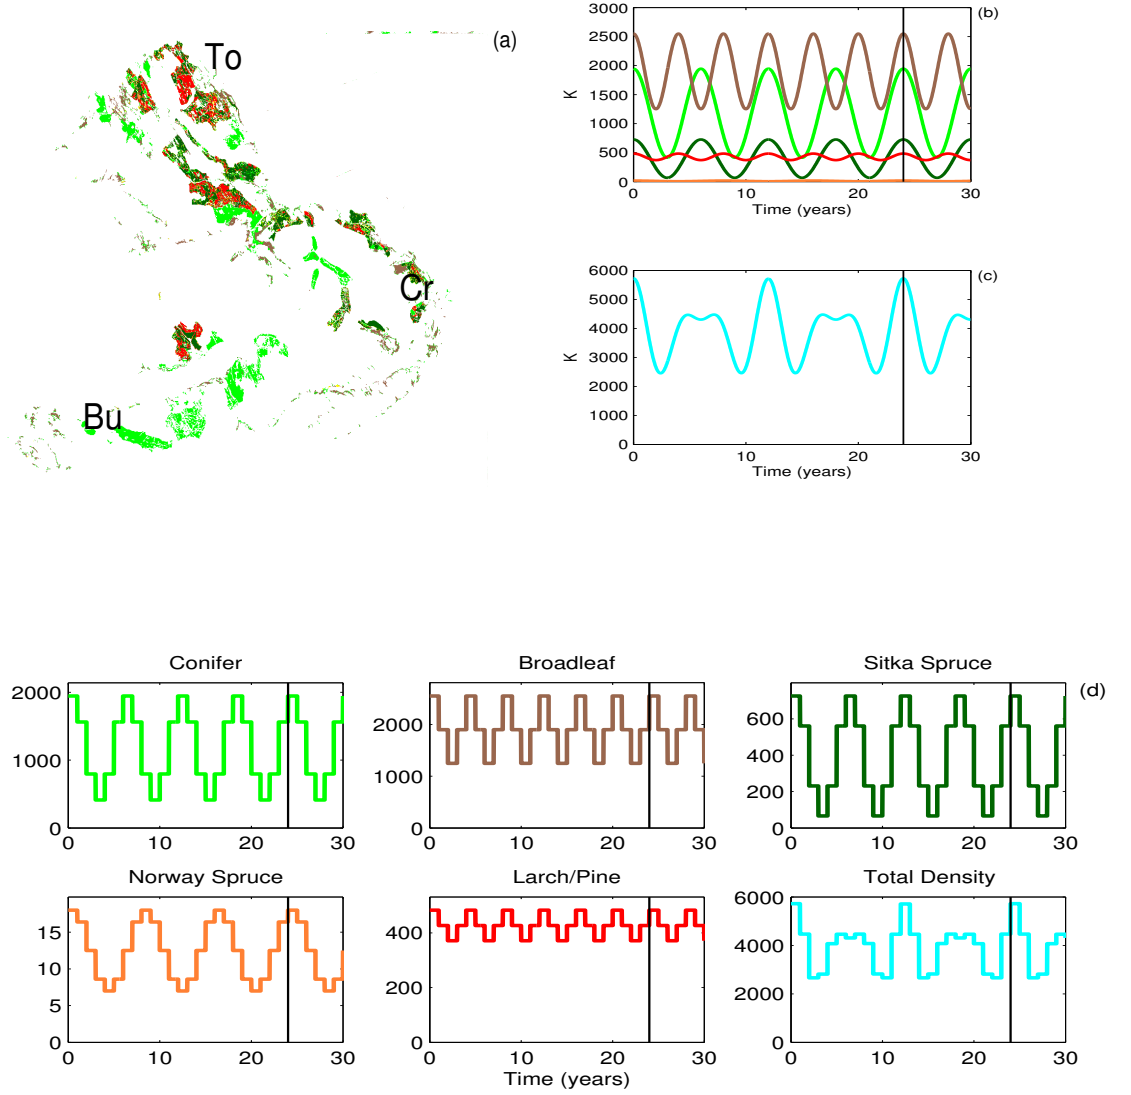 (a)
To
Cr
Bu
(b)
3000
2500
2000
1500
1000
500
0
K
0 10 20 30
Time (years)
(c)
6000
5000
4000
3000
2000
1000
0
K
0 10 20 30
Time (years)
(d)
Conifer
2000
1000
0
0 10 20 30
Broadleaf
2000
1000
0
0 10 20 30
Sitka Spruce
600
400
200
0
0 10 20 30
Norway Spruce
15
10
5
0
0 10 20 30
Larch/Pine
400
200
0
0 10 20 30
Time (years)
Total Density
6000
4000
2000
0
0 10 20 30